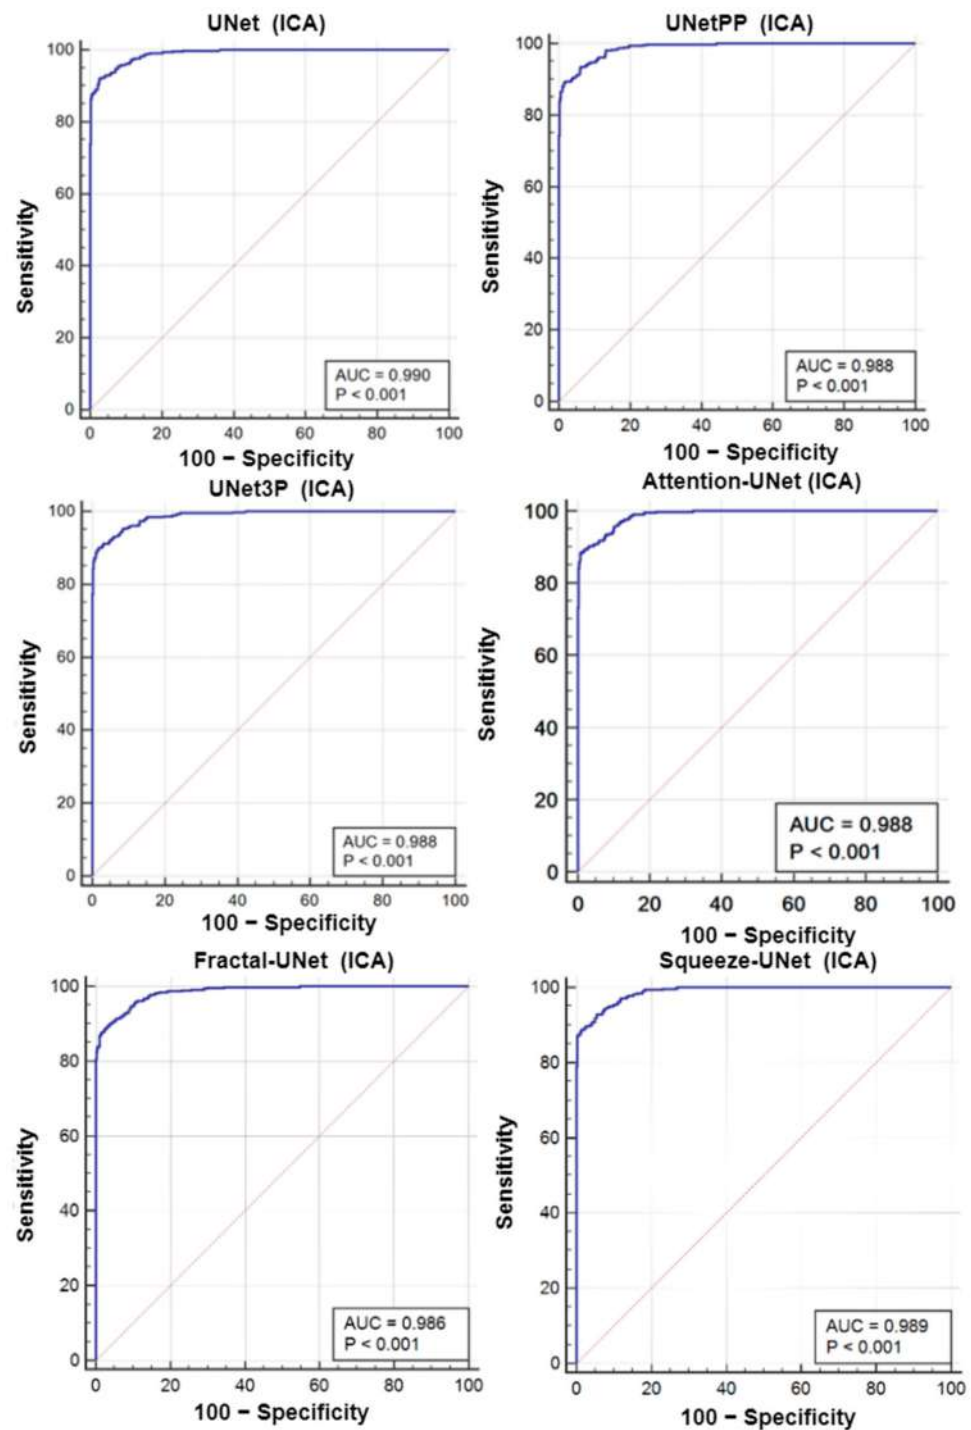 UNet (ICA)
100
80
60
40
20
0
Sensitivity
AUC = 0.990
P < 0.001
0 20 40 60 80 100
100 − Specificity
UNetPP (ICA)
100
80
60
40
20
0
Sensitivity
AUC = 0.988
P < 0.001
0 20 40 60 80 100
100 − Specificity
UNet3P (ICA)
100
80
60
40
20
0
Sensitivity
AUC = 0.988
P < 0.001
0 20 40 60 80 100
100 − Specificity
Attention-UNet (ICA)
100
80
60
40
20
0
Sensitivity
AUC = 0.988
P < 0.001
0 20 40 60 80 100
100 − Specificity
Fractal-UNet (ICA)
100
80
60
40
20
0
Sensitivity
AUC = 0.986
P < 0.001
0 20 40 60 80 100
100 − Specificity
Squeeze-UNet (ICA)
100
80
60
40
20
0
Sensitivity
AUC = 0.989
P < 0.001
0 20 40 60 80 100
100 − Specificity